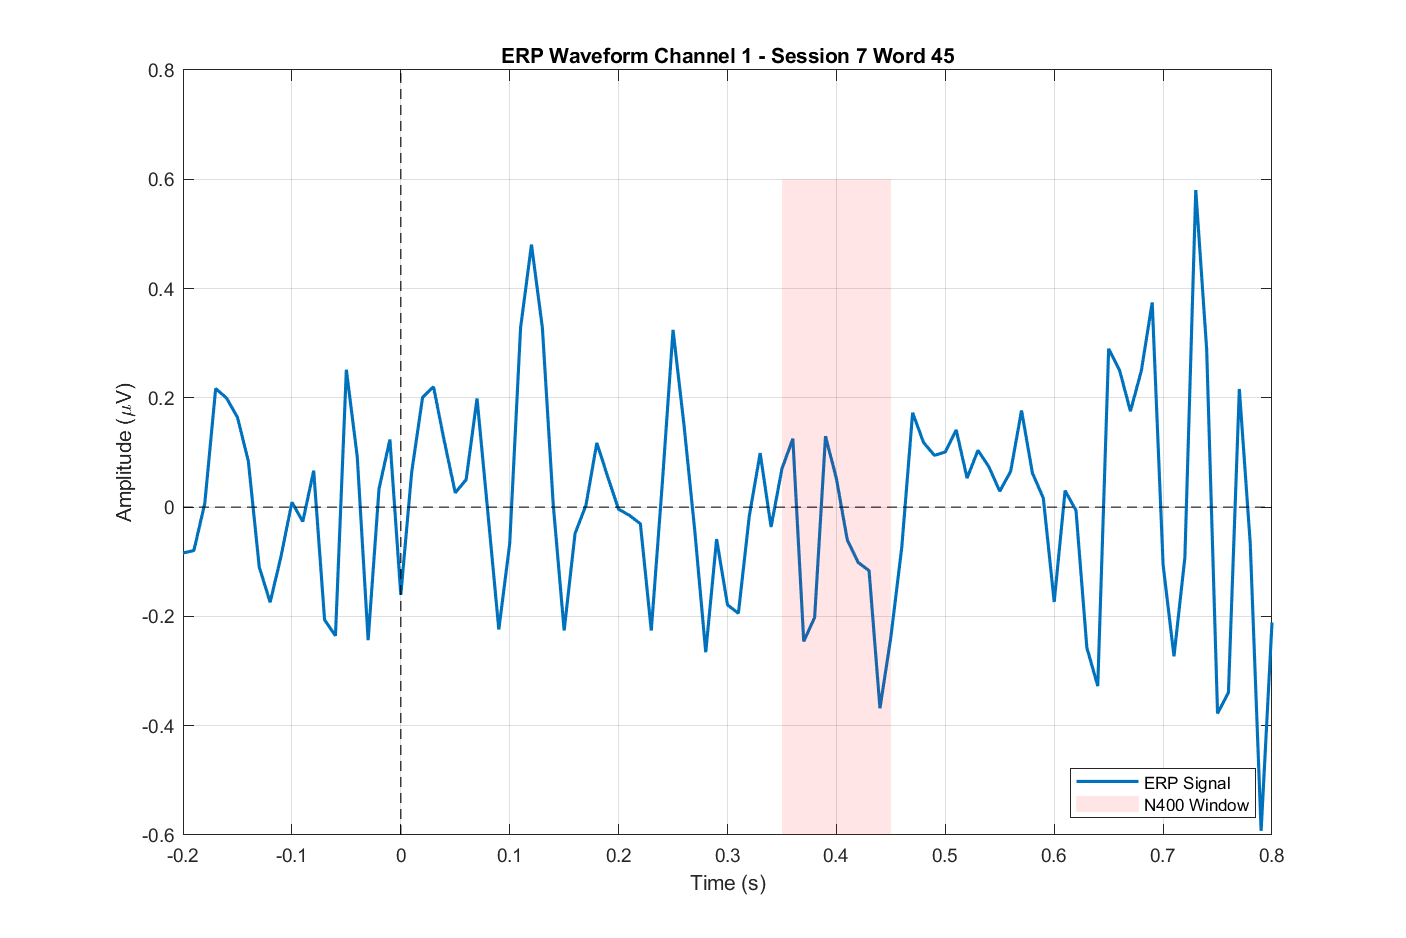 ERP Waveform Channel 1 - Session 7 Word 45
0.8
0.6
0.4
0.2
0
-0.2
-0.4
-0.6
Amplitude (μV)
ERP Signal
N400 Window
-0.2 -0.1 0 0.1 0.2 0.3 0.4 0.5 0.6 0.7 0.8
Time (s)